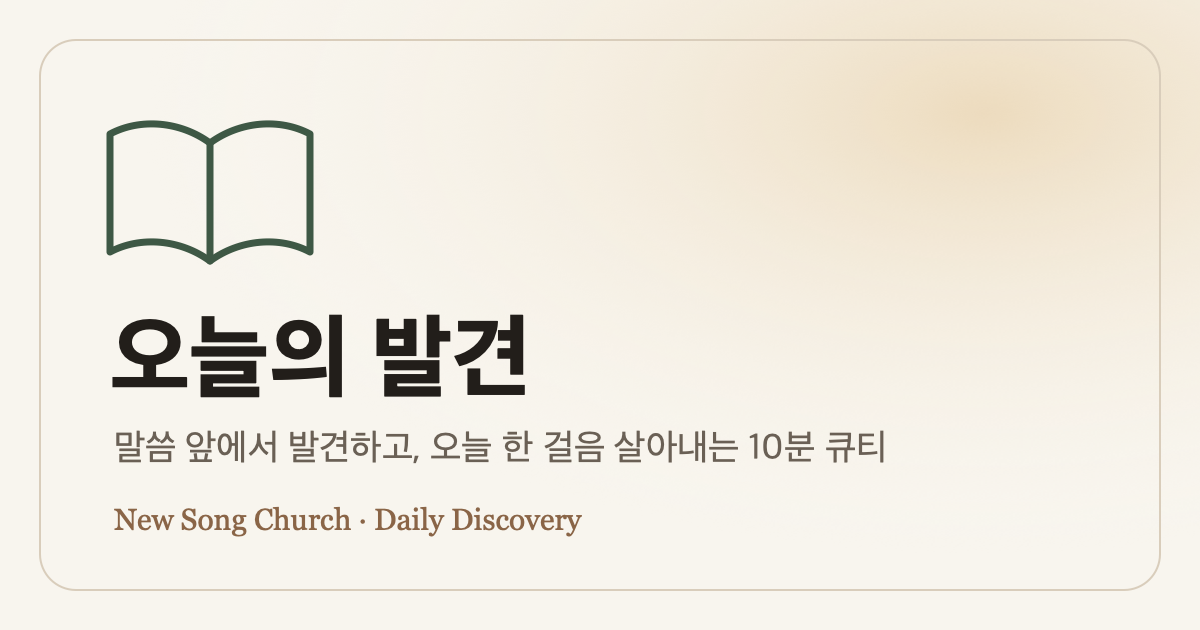 오늘의 발견
말씀 앞에서 발견하고, 오늘 한 걸음 살아내는 10분 큐티
New Song Church · Daily Discovery